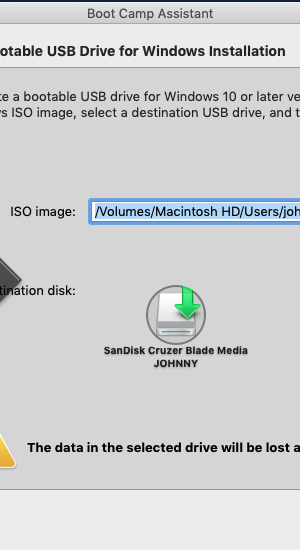 Boot Camp Assistant
otable USB Drive for Windows Installation
te a bootable USB drive for Windows 10 or later ve
s ISO image, select a destination USB drive, and t
ISO image:
/Volumes/Macintosh HD/Users/joh
tination disk:
SanDisk Cruzer Blade Media
JOHNNY
The data in the selected drive will be lost a